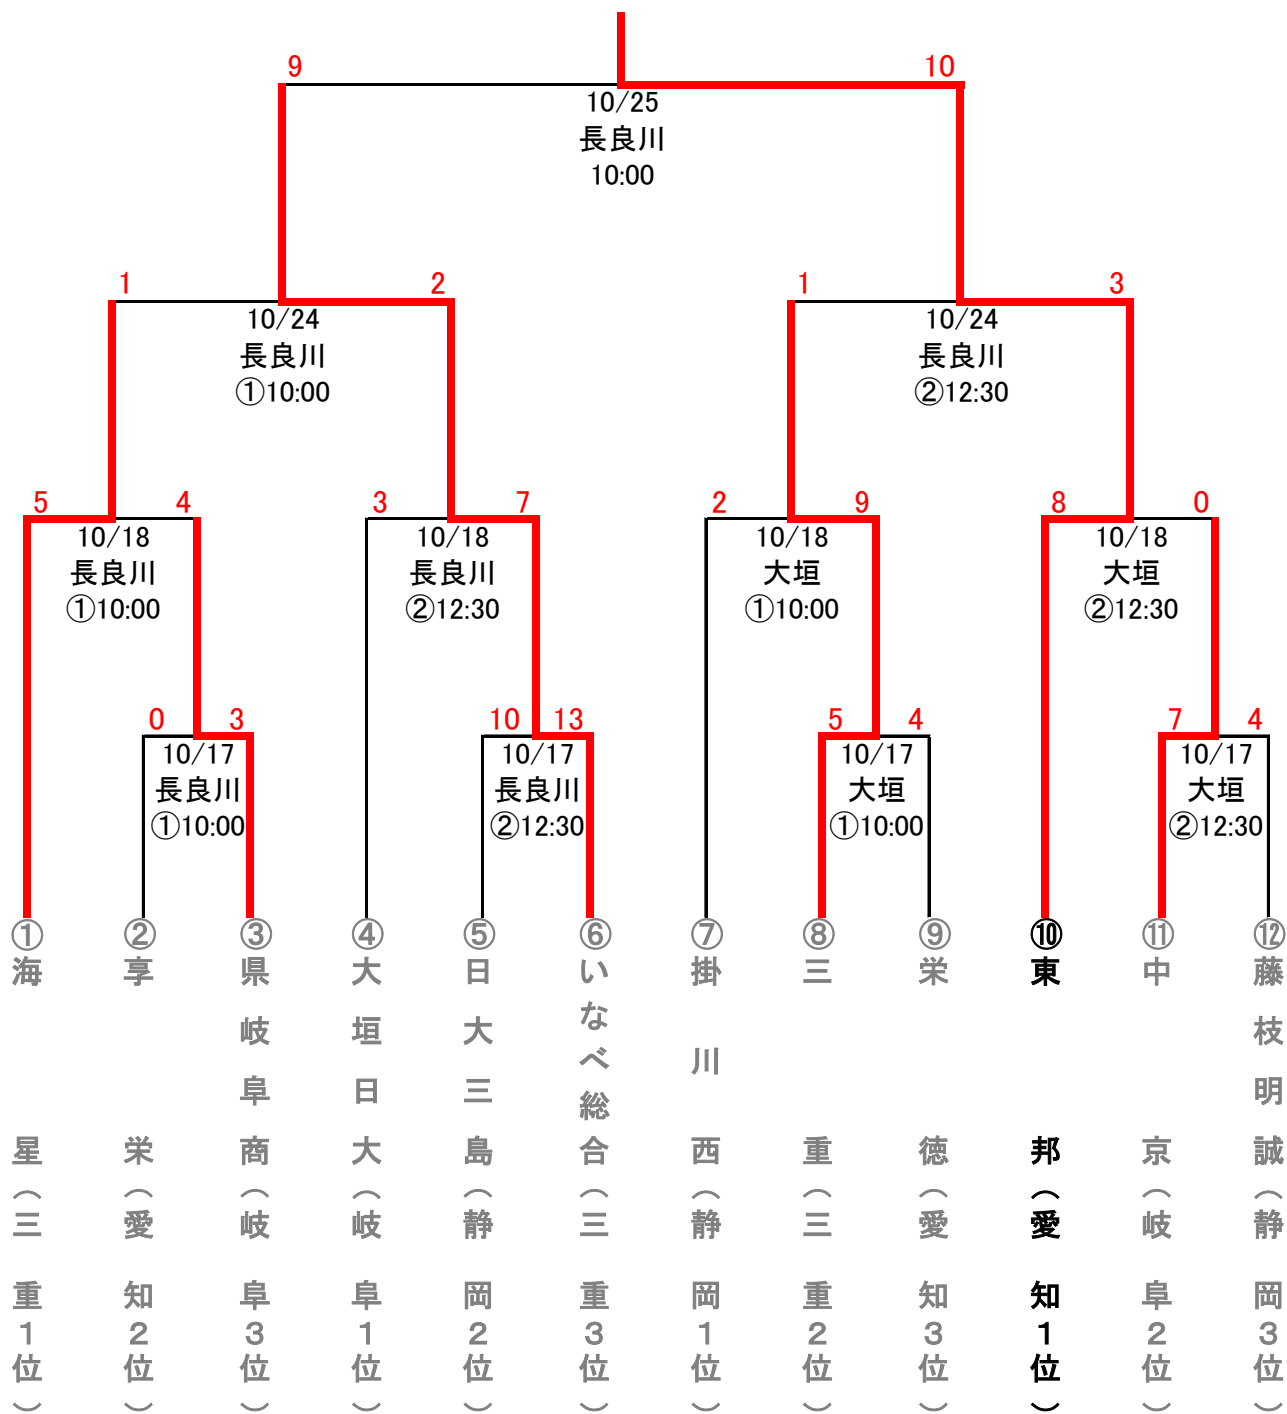 9 10
10/25
長良川
10:00
1 2 1 3
10/24 10/24
長良川 長良川
①10:00 ②12:30
5 4 3 7 2 9 8 0
10/18 10/18 10/18 10/18
長良川 長良川 大垣 大垣
①10:00 ②12:30 ①10:00 ②12:30
0 3 10 13 5 4 7 4
10/17 10/17 10/17 10/17
長良川 長良川 大垣 大垣
①10:00 ②12:30 ①10:00 ②12:30
①海星(三重1位)
②享栄(愛知2位)
③県岐阜商(岐阜3位)
④大垣日大(岐阜1位)
⑤日大三島(静岡2位)
⑥いなべ総合(三重3位)
⑦掛川西(静岡1位)
⑧三重(三重2位)
⑨栄徳(愛知3位)
⑩東邦(愛知1位)
⑪中京(岐阜2位)
⑫藤枝明誠(静岡3位)